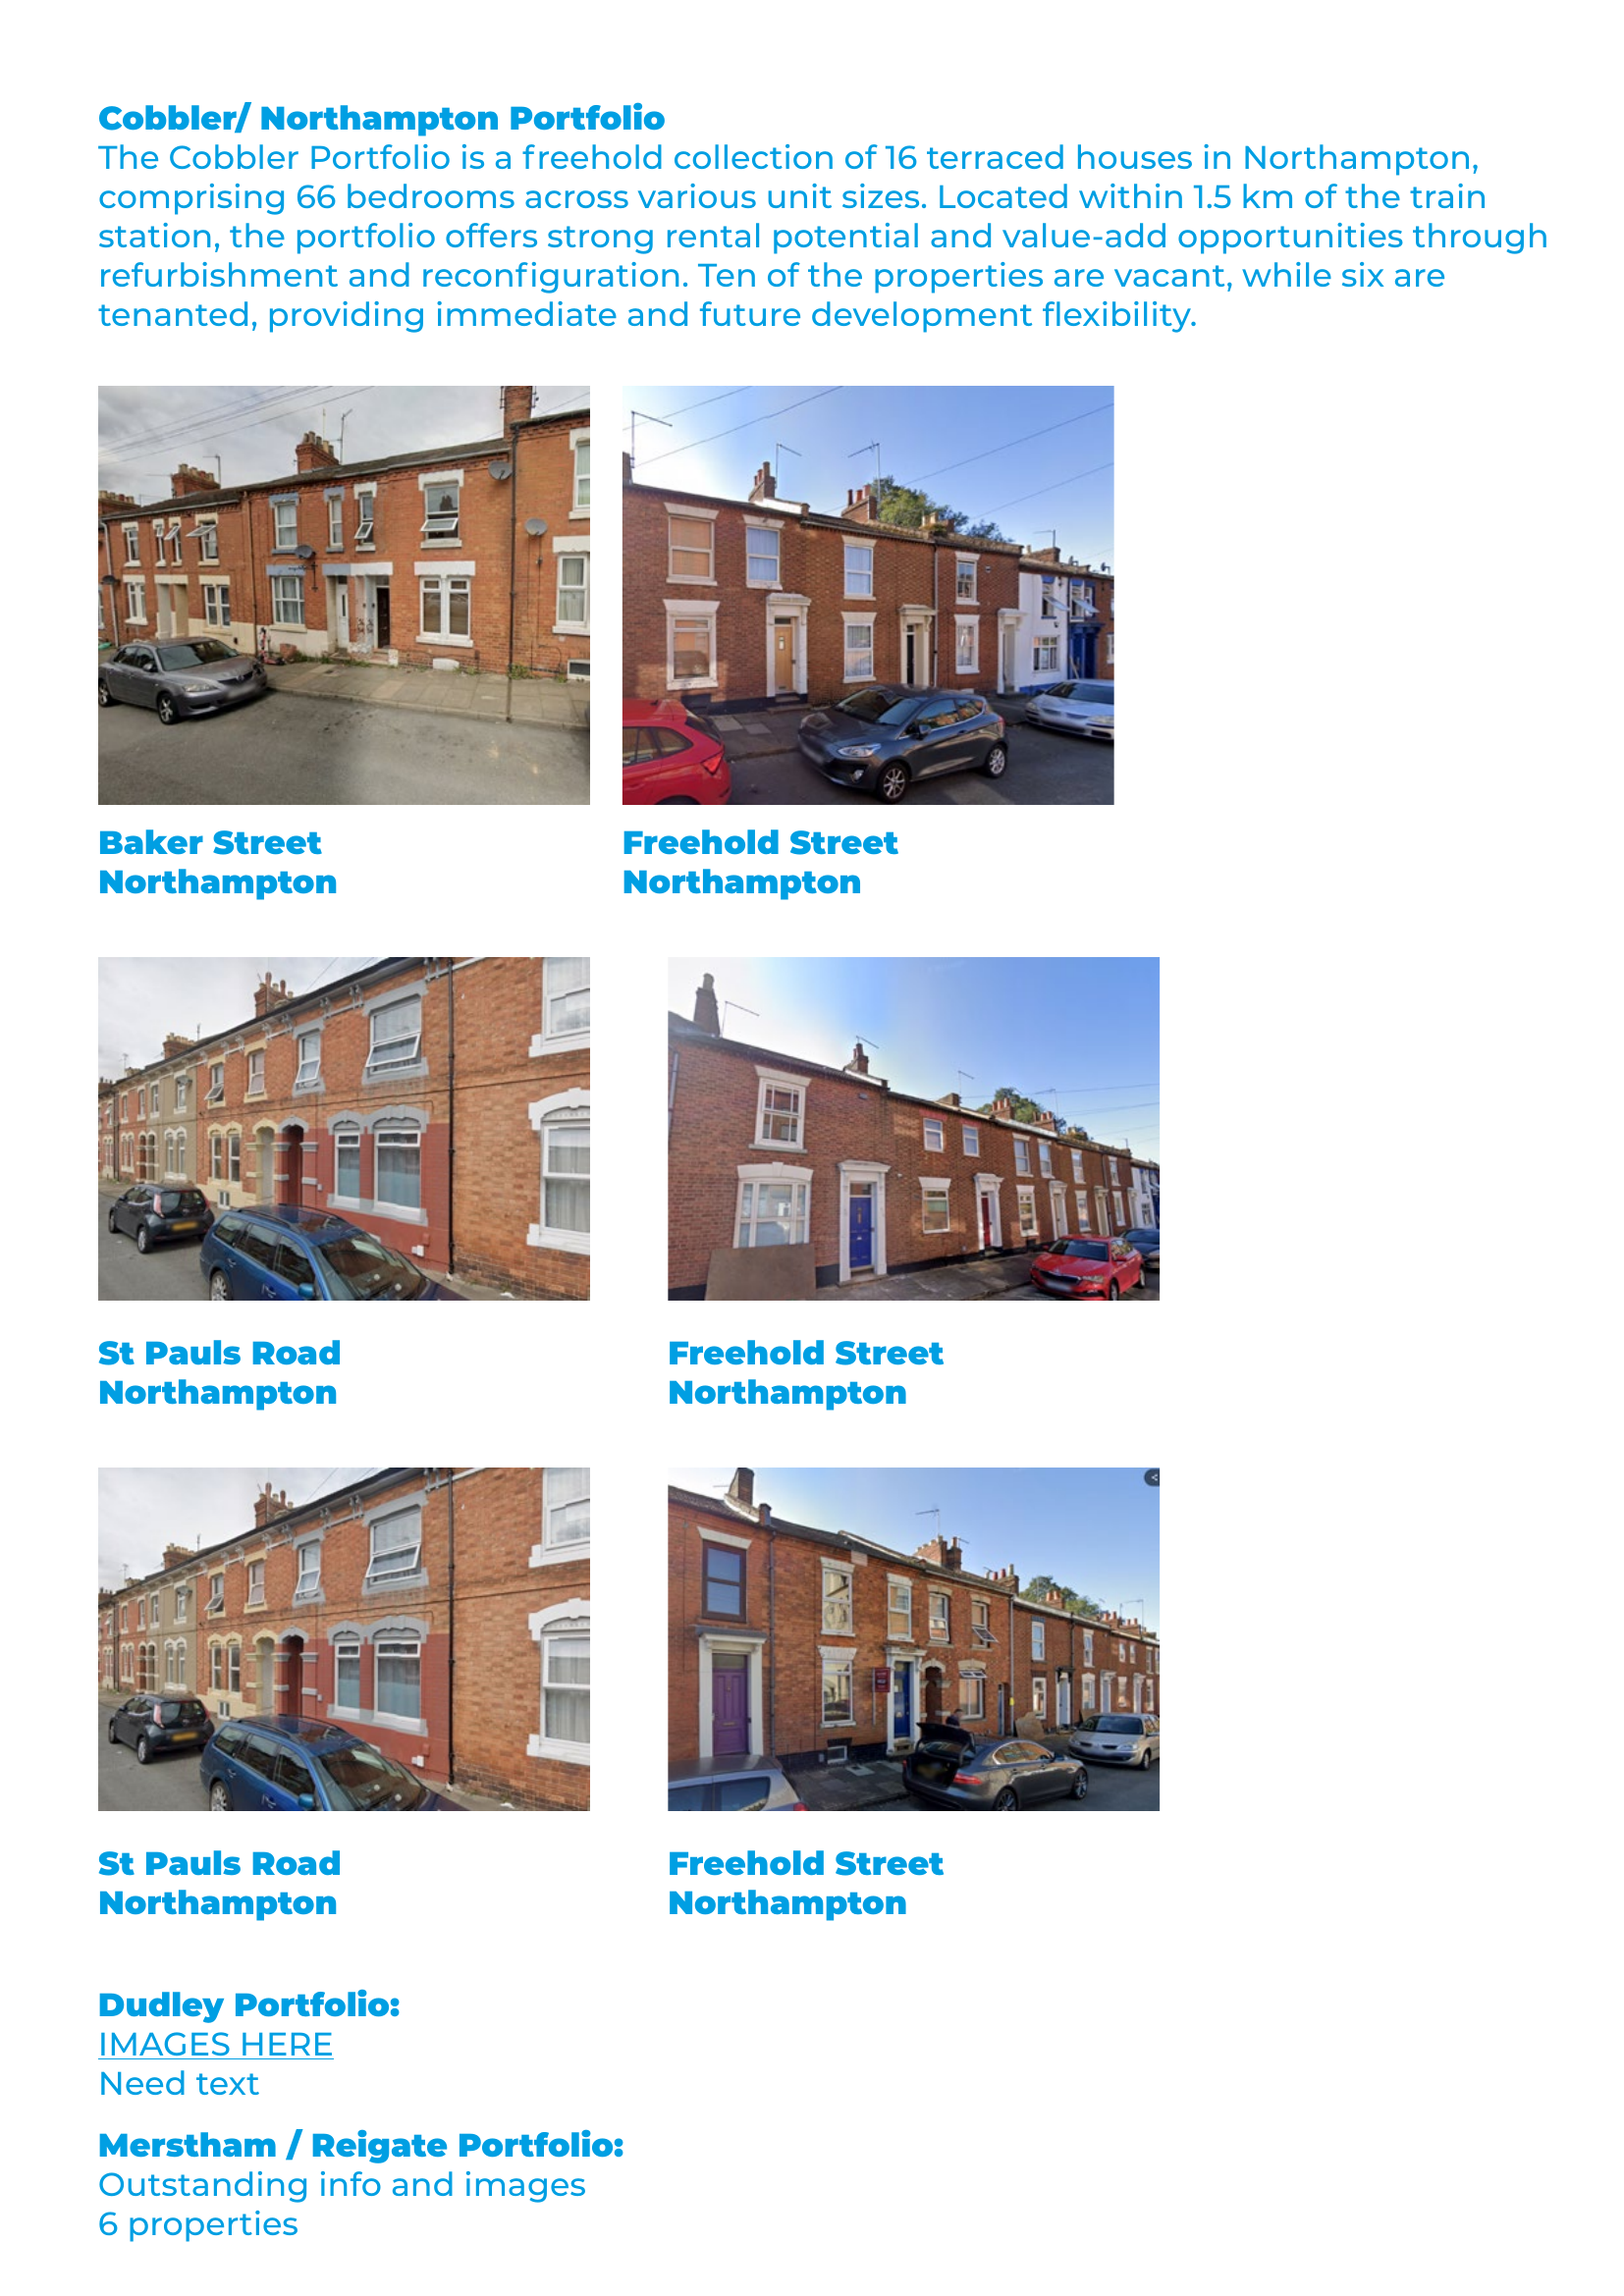 Cobbler/ Northampton Portfolio
The Cobbler Portfolio is a freehold collection of 16 terraced houses in Northampton,
comprising 66 bedrooms across various unit sizes. Located within 1.5 km of the train
station, the portfolio offers strong rental potential and value-add opportunities through
refurbishment and reconfiguration. Ten of the properties are vacant, while six are
tenanted, providing immediate and future development flexibility.
Baker Street
Northampton
Freehold Street
Northampton
St Pauls Road
Northampton
Freehold Street
Northampton
St Pauls Road
Northampton
Freehold Street
Northampton
Dudley Portfolio:
IMAGES HERE
Need text
Merstham / Reigate Portfolio:
Outstanding info and images
6 properties